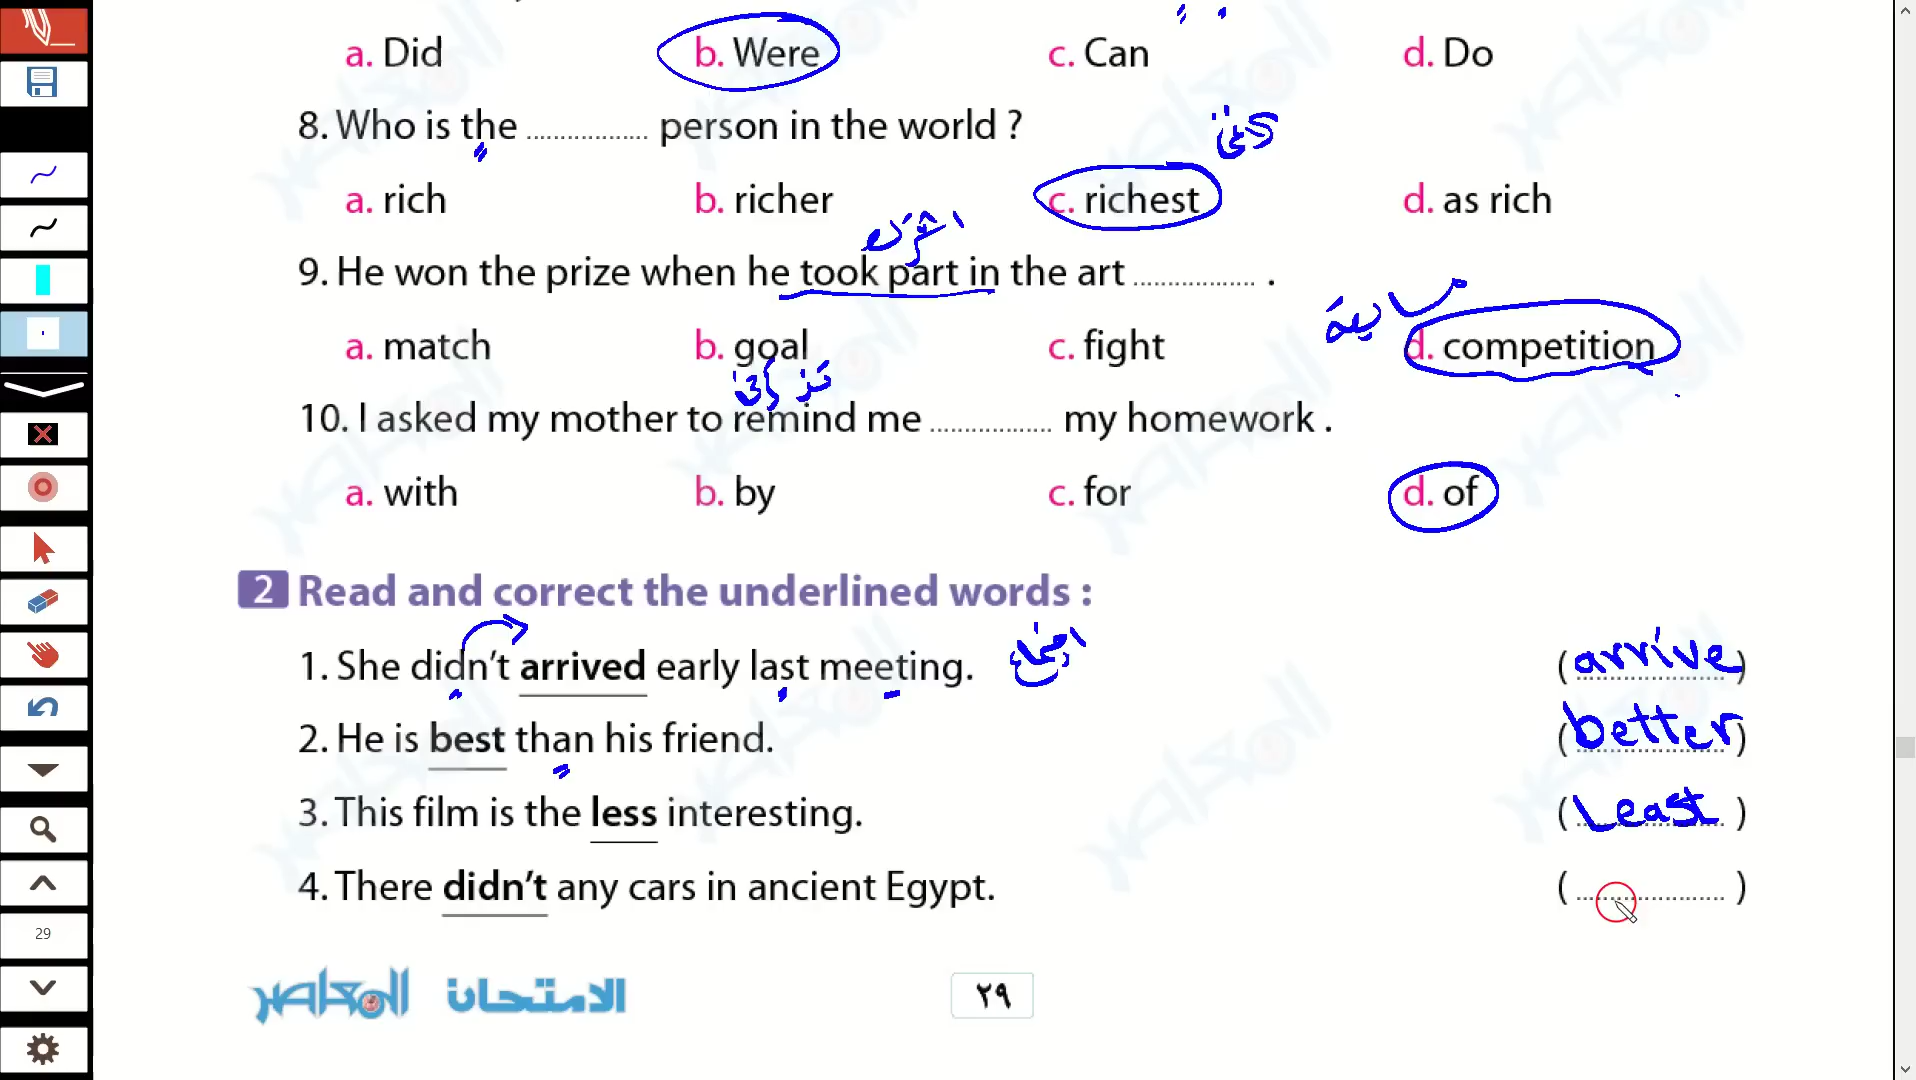 a. Did b. Were c. Can d. Do
8. Who is the .................. person in the world ?
a. rich b. richer c. richest d. as rich
اشترك
9. He won the prize when he took part in the art .................. .
a. match b. goal c. fight d. competition
10. I asked my mother to remind me .................. my homework .
a. with b. by c. for d. of
2 Read and correct the underlined words :
1. She didn't arrived early last meeting. (arrive)
2. He is best than his friend. (better)
3. This film is the less interesting. (Least)
4. There didn't any cars in ancient Egypt. (......................)
المعاصر الامتحان ٢٩
29